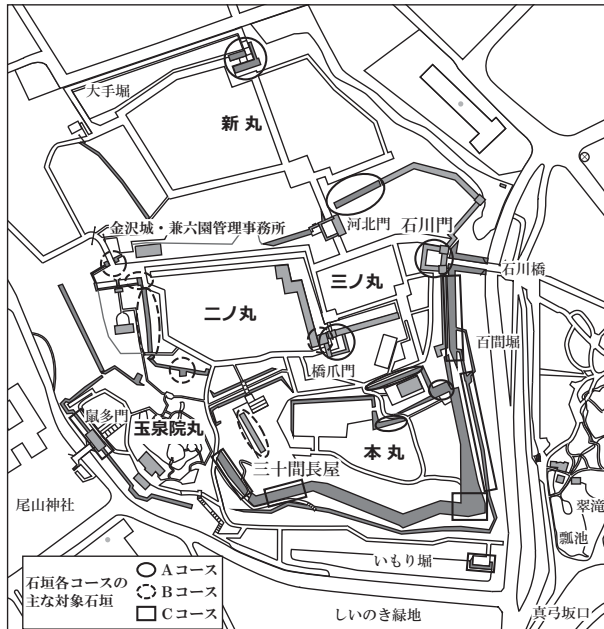 大手堀
新丸
金沢城・兼六園管理事務所
河北門
石川門
石川橋
三ノ丸
二ノ丸
百間堀
橋爪門
鼠多門
玉泉院丸
三十間長屋
本丸
尾山神社
翠滝
瓢池
いもり堀
しいのき緑地
真弓坂口
石垣各コースの
主な対象石垣
Aコース
Bコース
Cコース